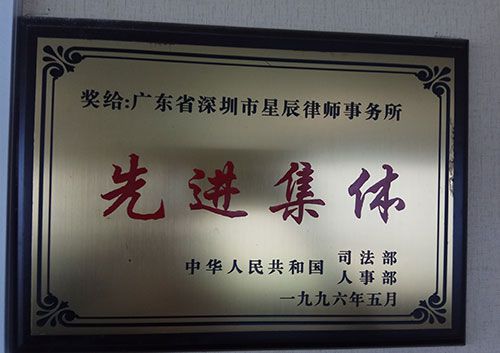 奖给:广东省深圳市星辰律师事务所
先进集体
中华人民共和国 司法部
人事部
一九九六年五月